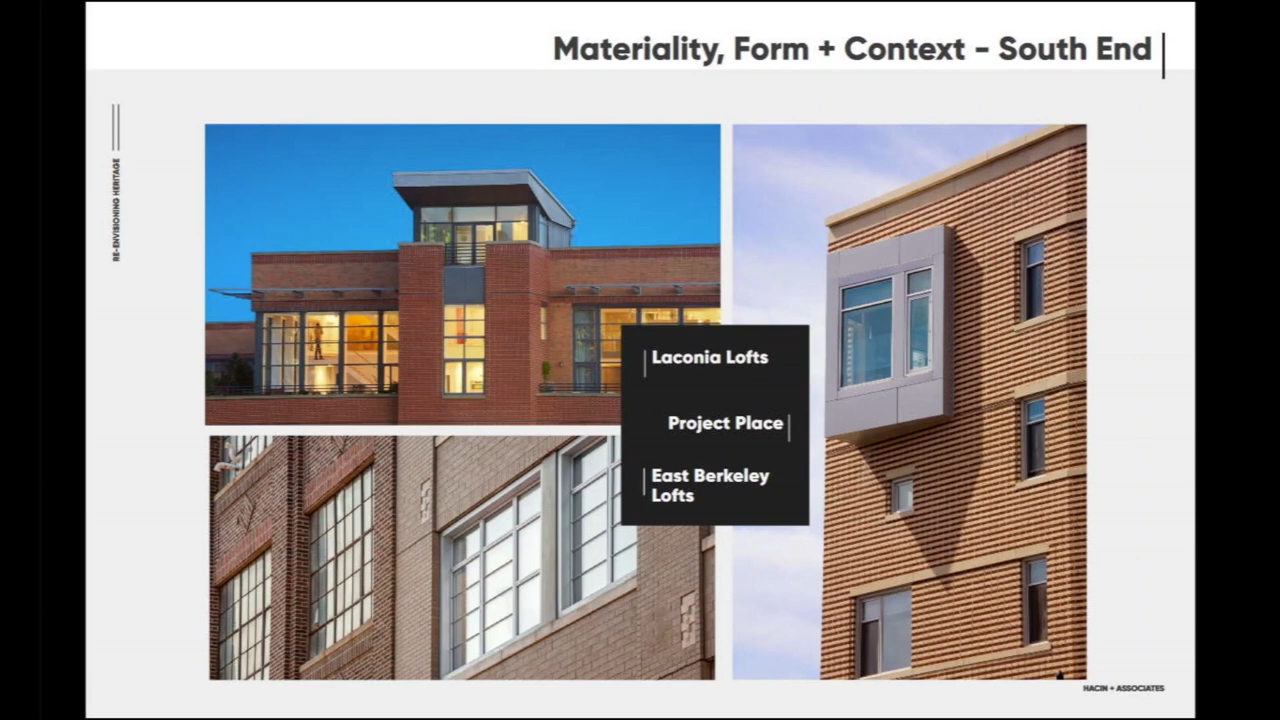 Materiality, Form + Context - South End
RE-ENVISIONING HERITAGE
Laconia Lofts
Project Place
East Berkeley
Lofts
HACIN + ASSOCIATES